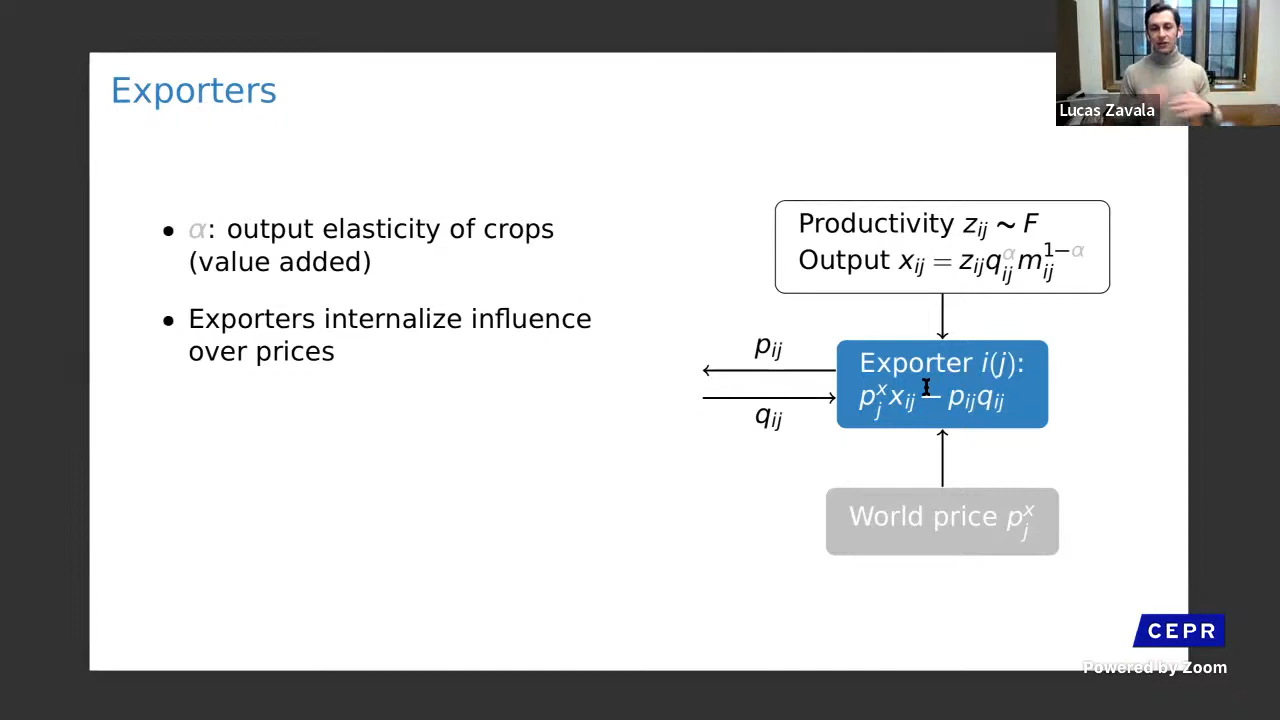 Exporters
Lucas Zavala
• α: output elasticity of crops
(value added)
• Exporters internalize influence
over prices
Productivity z_ij ~ F
Output x_ij = z_ij q_ij^α m_ij^{1−α}
p_ij
q_ij
Exporter i(j):
p_j^x x_ij − p_ij q_ij
World price p_j^x
CEPR
Powered by Zoom